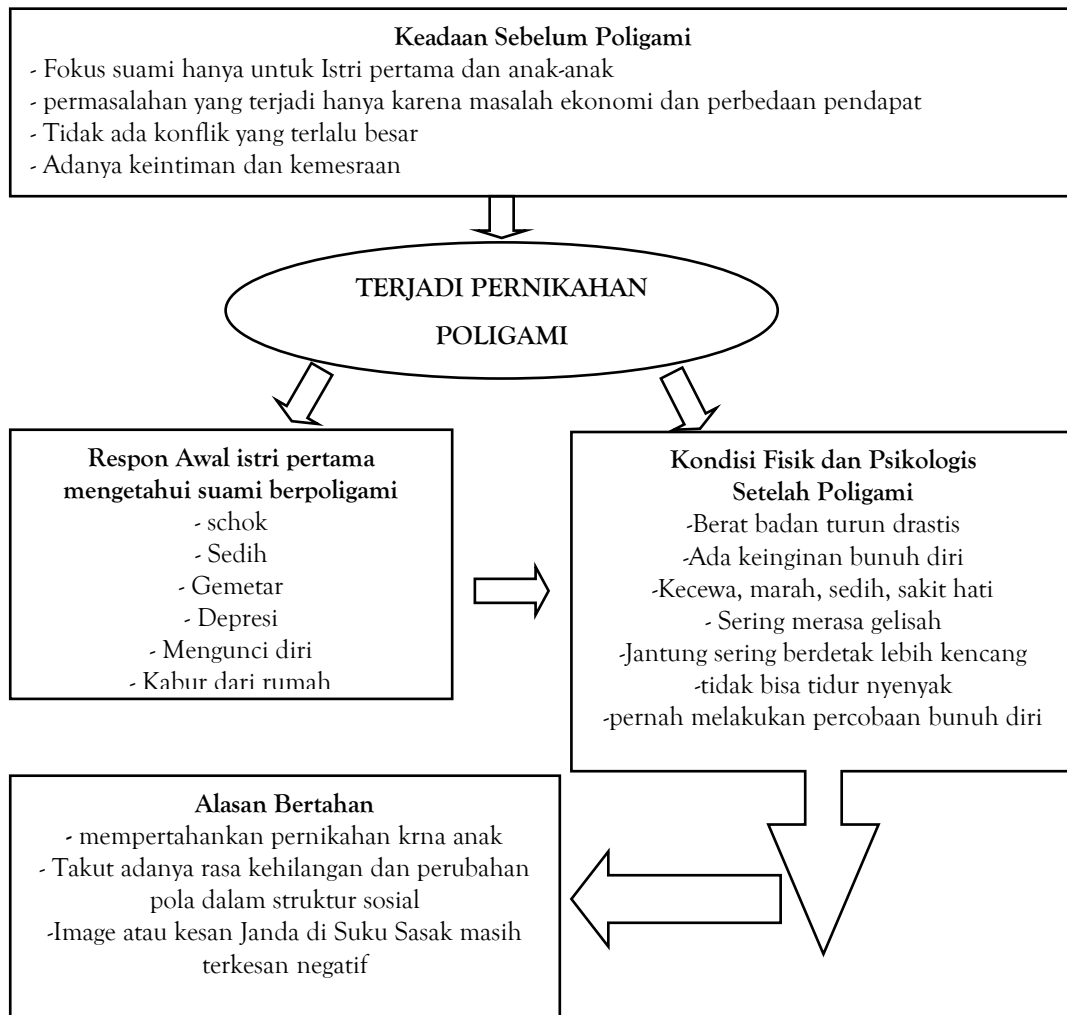 Keadaan Sebelum Poligami
- Fokus suami hanya untuk Istri pertama dan anak-anak
- permasalahan yang terjadi hanya karena masalah ekonomi dan perbedaan pendapat
- Tidak ada konflik yang terlalu besar
- Adanya keintiman dan kemesraan
TERJADI PERNIKAHAN
POLIGAMI
Respon Awal istri pertama
mengetahui suami berpoligami
- schok
- Sedih
- Gemetar
- Depresi
- Mengunci diri
- Kabur dari rumah
Kondisi Fisik dan Psikologis
Setelah Poligami
-Berat badan turun drastis
-Ada keinginan bunuh diri
-Kecewa, marah, sedih, sakit hati
- Sering merasa gelisah
-Jantung sering berdetak lebih kencang
-tidak bisa tidur nyenyak
-pernah melakukan percobaan bunuh diri
Alasan Bertahan
- mempertahankan pernikahan krna anak
- Takut adanya rasa kehilangan dan perubahan
pola dalam struktur sosial
-Image atau kesan Janda di Suku Sasak masih
terkesan negatif